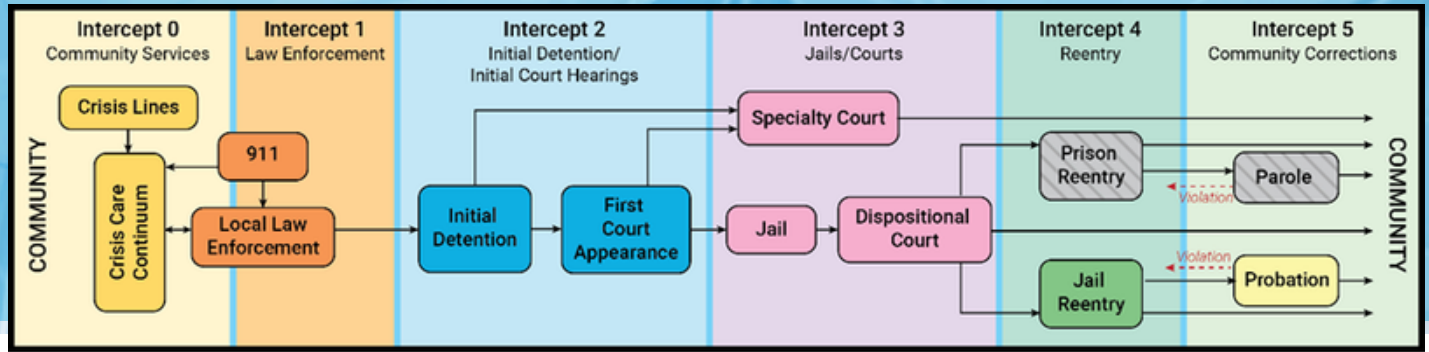 Intercept 0
Community Services
Intercept 1
Law Enforcement
Intercept 2
Initial Detention/
Initial Court Hearings
Intercept 3
Jails/Courts
Intercept 4
Reentry
Intercept 5
Community Corrections
COMMUNITY
Crisis Lines
Crisis Care
Continuum
911
Local Law
Enforcement
Initial
Detention
First
Court
Appearance
Specialty Court
Jail
Dispositional
Court
Prison
Reentry
Parole
Violation
Jail
Reentry
Violation
Probation
COMMUNITY